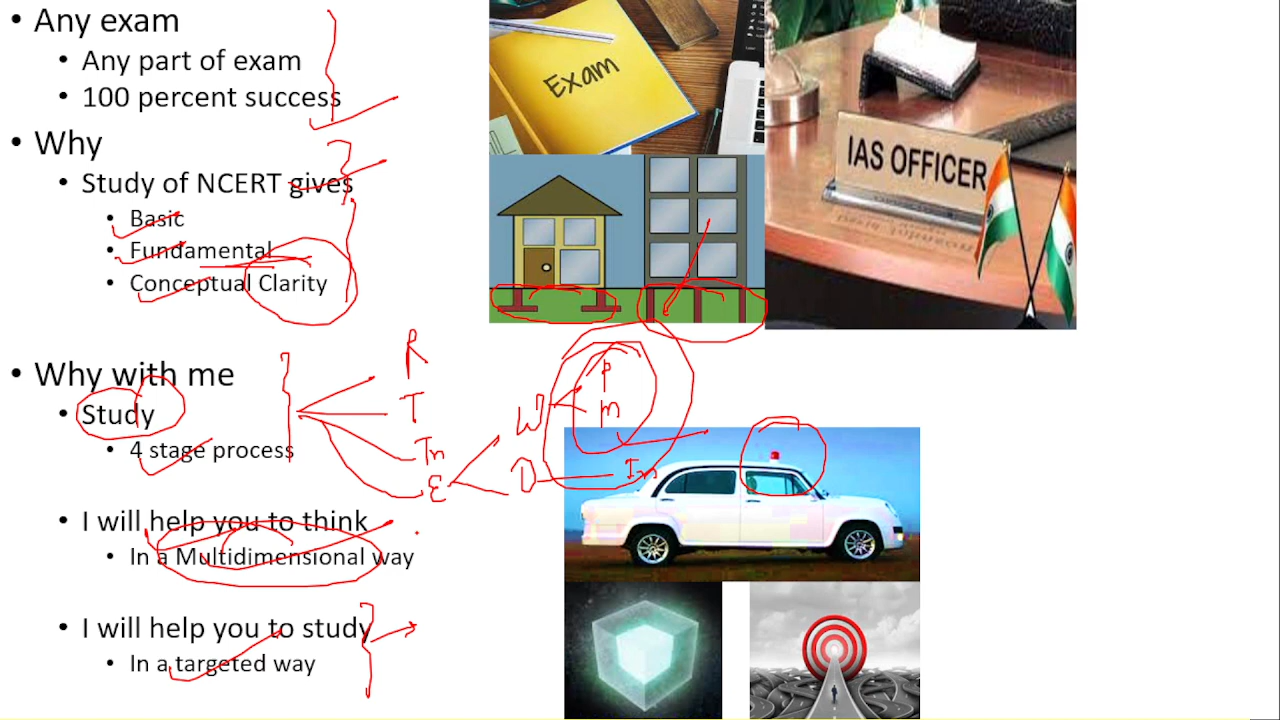 • Any exam
• Any part of exam
• 100 percent success
• Why
• Study of NCERT gives
• Basic
• Fundamental
• Conceptual Clarity
• Why with me
• Study
• 4 stage process
• I will help you to think
• In a Multidimensional way
• I will help you to study
• In a targeted way
R
T
In
E
W
P
m
D
In
Exam
IAS OFFICER